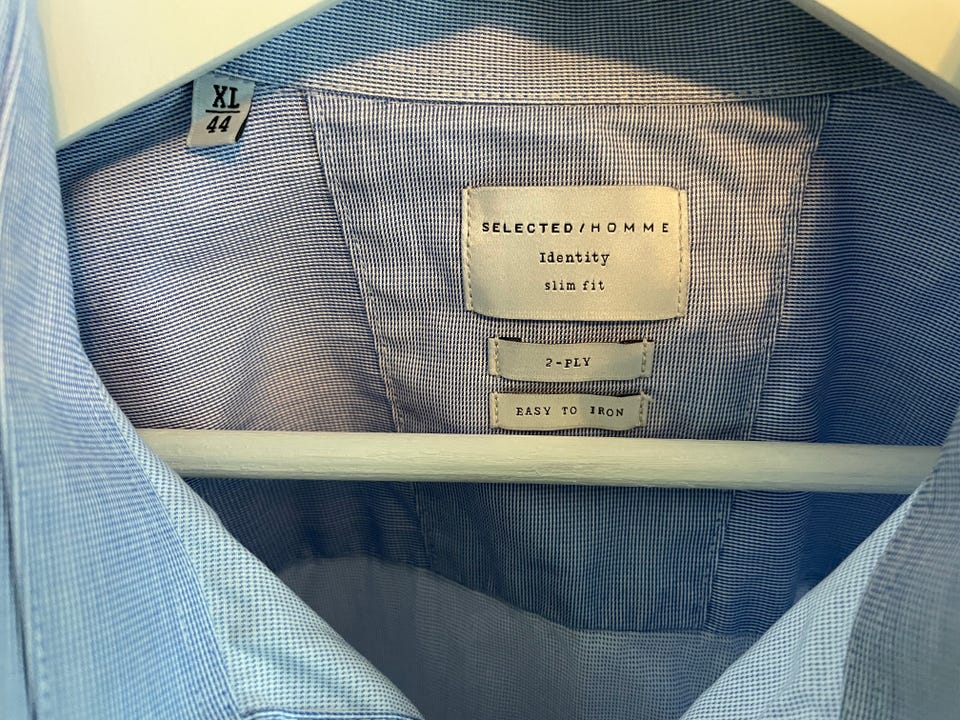 XL
44
SELECTED/HOMME
Identity
slim fit
2-PLY
EASY TO IRON